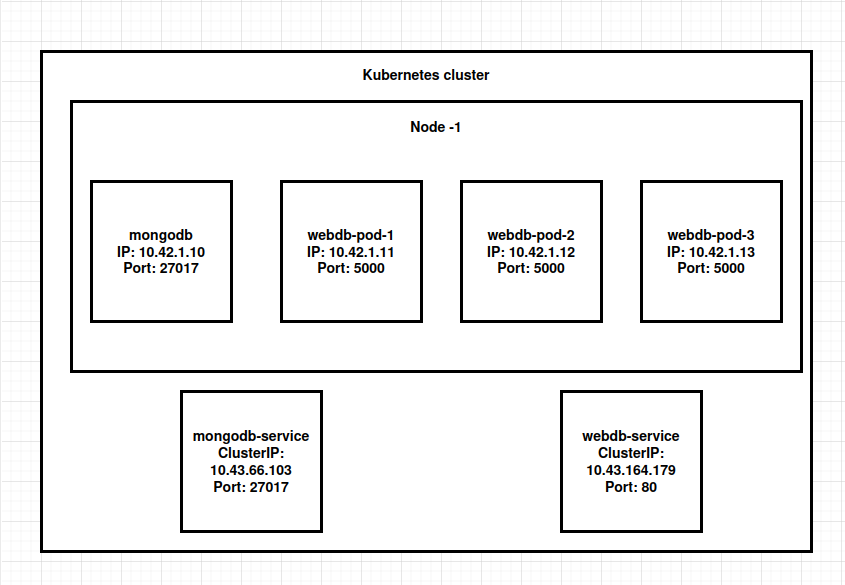 Kubernetes cluster
Node -1
mongodb
IP: 10.42.1.10
Port: 27017
webdb-pod-1
IP: 10.42.1.11
Port: 5000
webdb-pod-2
IP: 10.42.1.12
Port: 5000
webdb-pod-3
IP: 10.42.1.13
Port: 5000
mongodb-service
ClusterIP:
10.43.66.103
Port: 27017
webdb-service
ClusterIP:
10.43.164.179
Port: 80